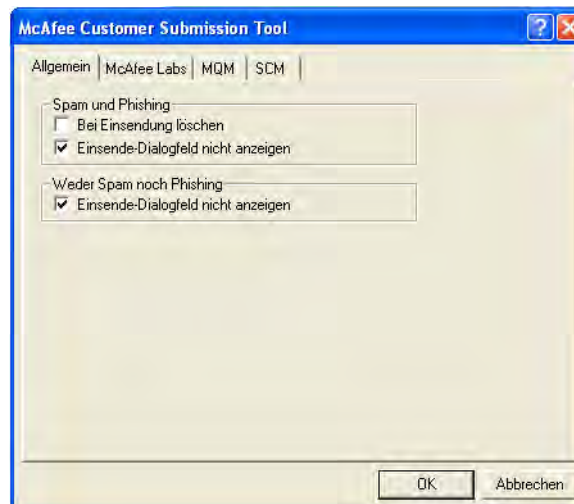 McAfee Customer Submission Tool
Allgemein McAfee Labs MQM SCM
Spam und Phishing
Bei Einsendung löschen
Einsende-Dialogfeld nicht anzeigen
Weder Spam noch Phishing
Einsende-Dialogfeld nicht anzeigen
OK Abbrechen